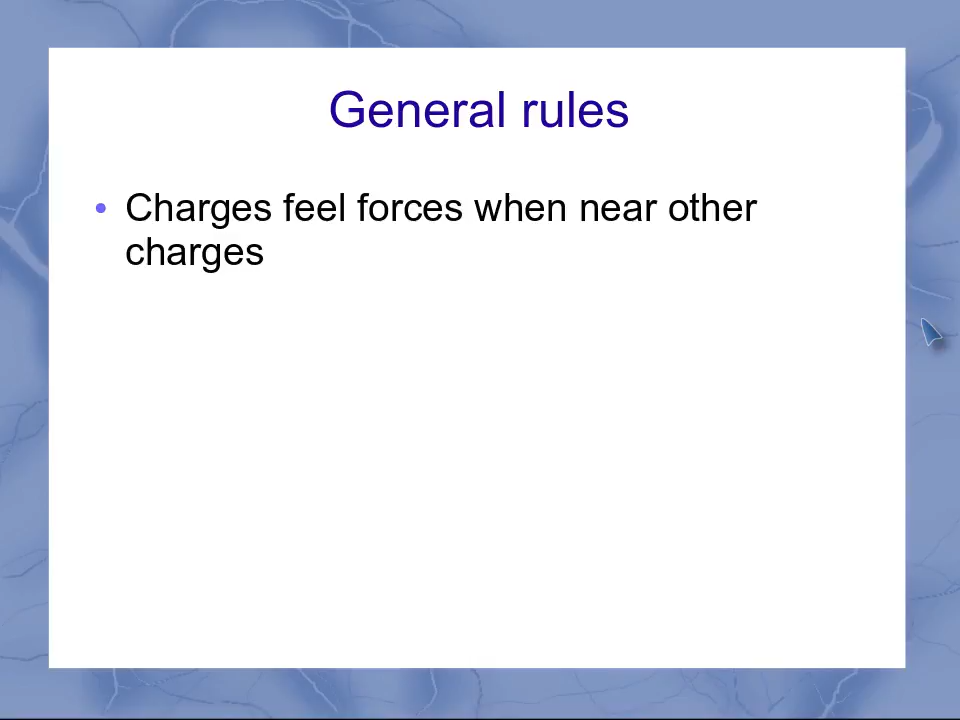 General rules
• Charges feel forces when near other
charges